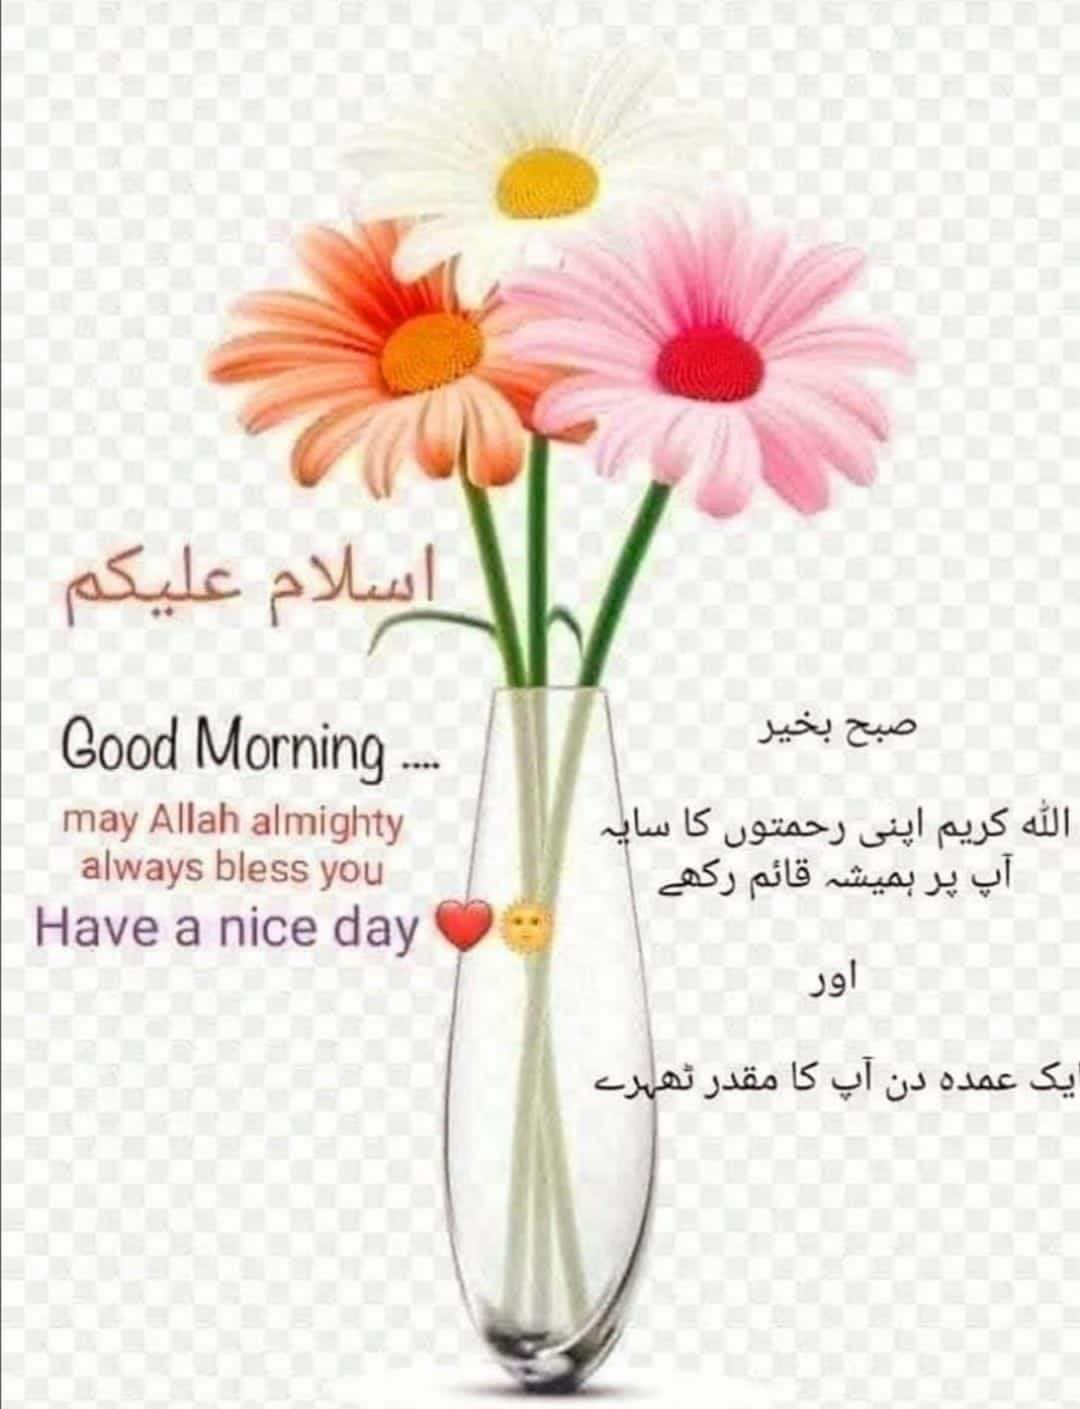 اسلام علیکم
Good Morning ....
may Allah almighty
always bless you
Have a nice day ❤️🌞
صبح بخیر
اللہ کریم اپنی رحمتوں کا سایہ
آپ پر ہمیشہ قائم رکھے
اور
ایک عمدہ دن آپ کا مقدر ٹھہرے